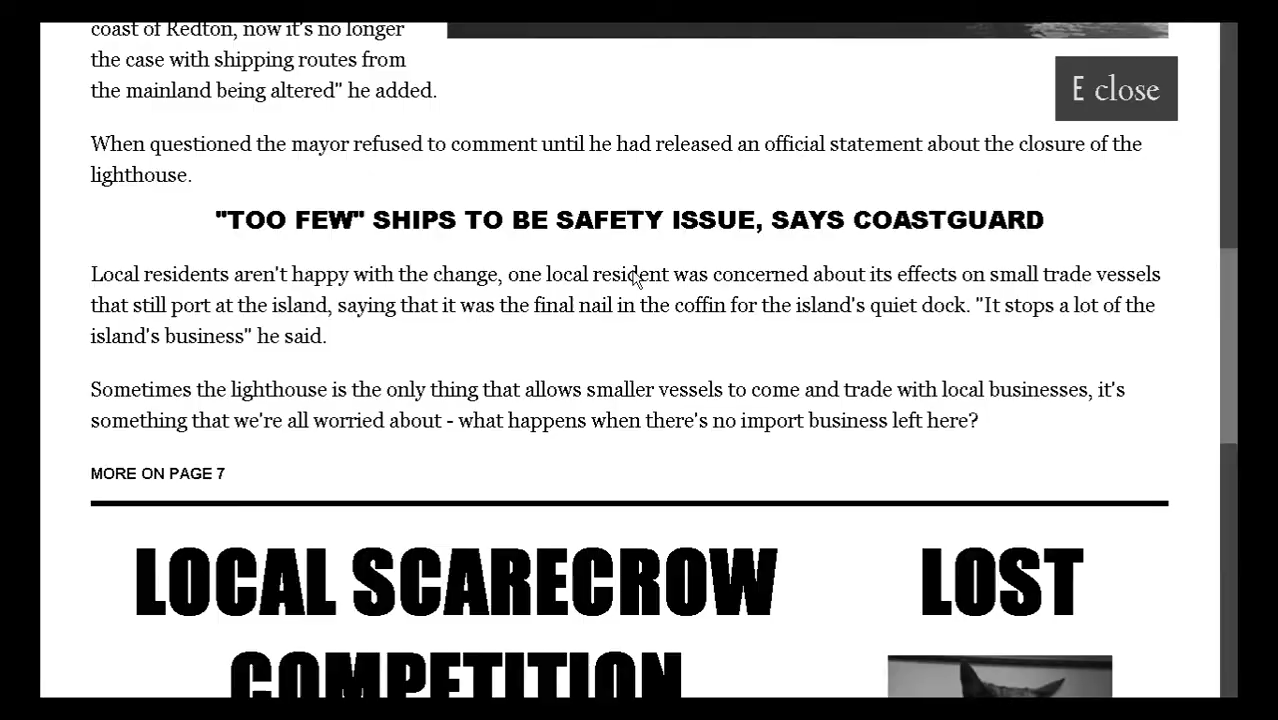 coast of Redton, now it's no longer
the case with shipping routes from
the mainland being altered" he added.
E close
When questioned the mayor refused to comment until he had released an official statement about the closure of the
lighthouse.
"TOO FEW" SHIPS TO BE SAFETY ISSUE, SAYS COASTGUARD
Local residents aren't happy with the change, one local resident was concerned about its effects on small trade vessels
that still port at the island, saying that it was the final nail in the coffin for the island's quiet dock. "It stops a lot of the
island's business" he said.
Sometimes the lighthouse is the only thing that allows smaller vessels to come and trade with local businesses, it's
something that we're all worried about - what happens when there's no import business left here?
MORE ON PAGE 7
LOCAL SCARECROW
COMPETITION
LOST